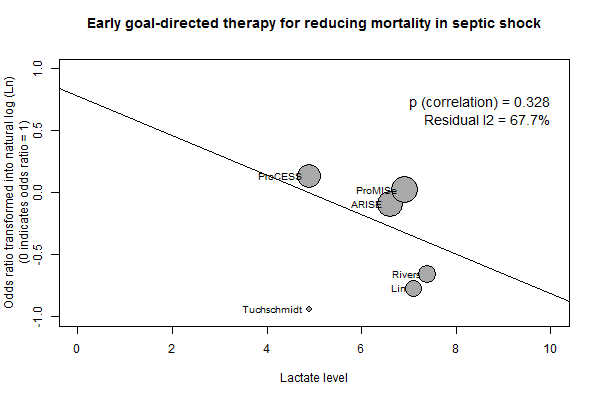 Early goal-directed therapy for reducing mortality in septic shock
p (correlation) = 0.328
Residual I2 = 67.7%
Odds ratio transformed into natural log (Ln)
(0 indicates odds ratio = 1)
1.0
0.5
0.0
-0.5
-1.0
ProCESS
ProMISe
ARISE
Rivers
Lin
Tuchschmidt
0 2 4 6 8 10
Lactate level